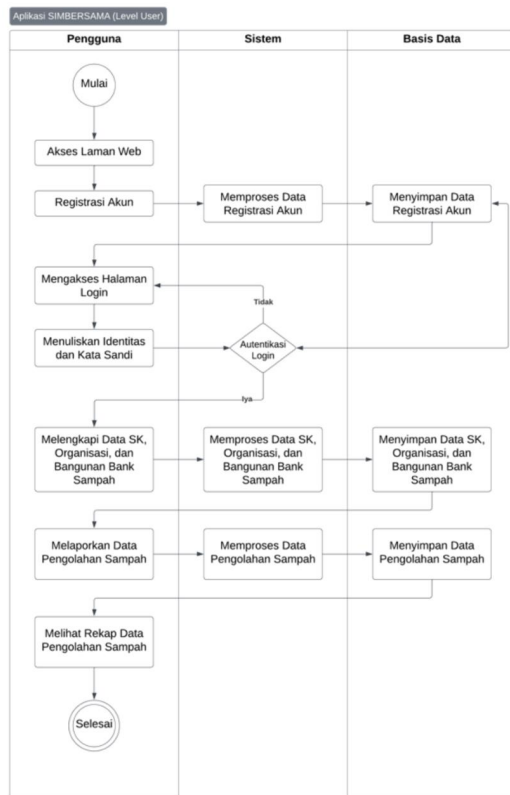 Aplikasi SIMBERSAMA (Level User)
Pengguna
Sistem
Basis Data
Mulai
Akses Laman Web
Registrasi Akun
Memproses Data
Registrasi Akun
Menyimpan Data
Registrasi Akun
Mengakses Halaman
Login
Tidak
Menuliskan Identitas
dan Kata Sandi
Autentikasi
Login
Iya
Melengkapi Data SK,
Organisasi, dan
Bangunan Bank
Sampah
Memproses Data SK,
Organisasi, dan
Bangunan Bank
Sampah
Menyimpan Data SK,
Organisasi, dan
Bangunan Bank
Sampah
Melaporkan Data
Pengolahan Sampah
Memproses Data
Pengolahan Sampah
Menyimpan Data
Pengolahan Sampah
Melihat Rekap Data
Pengolahan Sampah
Selesai